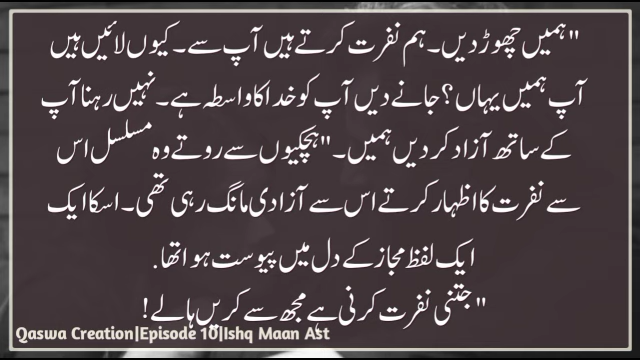 "ہمیں چھوڑ دیں۔ ہم نفرت کرتے ہیں آپ سے۔ کیوں لائیں ہیں
آپ ہمیں یہاں؟ جانے دیں آپ کو خدا کا واسطہ ہے۔ نہیں رہنا آپ
کے ساتھ آزاد کر دیں ہمیں۔" ہچکیوں سے روتے وہ مسلسل اس
سے نفرت کا اظہار کرتے اس سے آزادی مانگ رہی تھی۔ اسکا ایک
ایک لفظ مجاز کے دل میں پیوست ہوا تھا.
"جتنی نفرت کرنی ہے مجھ سے کریں ہالے!
Qaswa Creation|Episode 10|Ishq Maan Ast